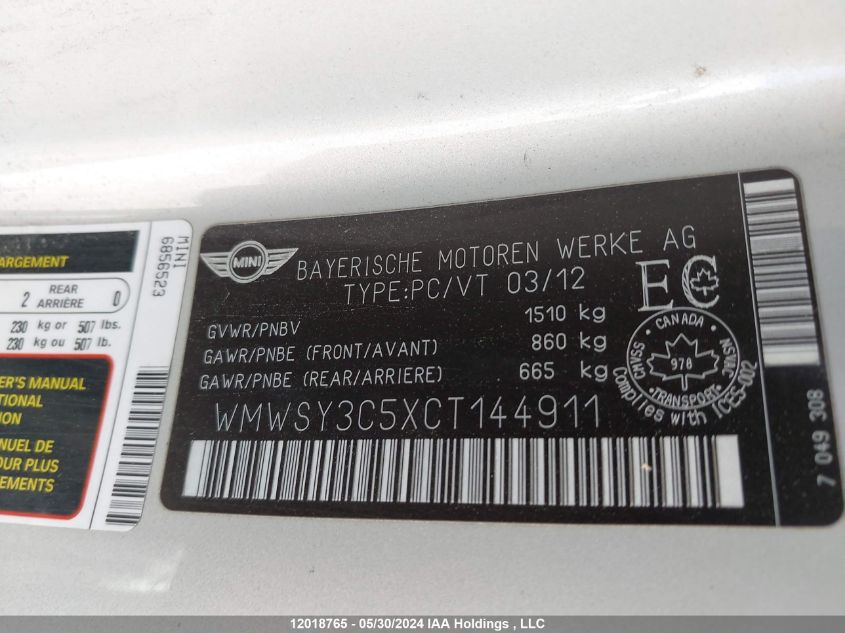 MINI
BAYERISCHE MOTOREN WERKE AG
TYPE:PC/VT 03/12
EC
GVWR/PNBV 1510 kg
GAWR/PNBE (FRONT/AVANT) 860 kg
GAWR/PNBE (REAR/ARRIERE) 665 kg
WMWSY3C5XCT144911
CANADA
CMVSS NSVAC
978
TRANSPORT
Complies with ICES-002
7 049 308
MINI
6856523
ARGEMENT
2 REAR 0
ARRIÈRE
230 kg or 507 lbs.
230 kg ou 507 lb.
ER'S MANUAL
ITIONAL
TION
NUEL DE
OUR PLUS
EMENTS
12018765 - 05/30/2024 IAA Holdings , LLC